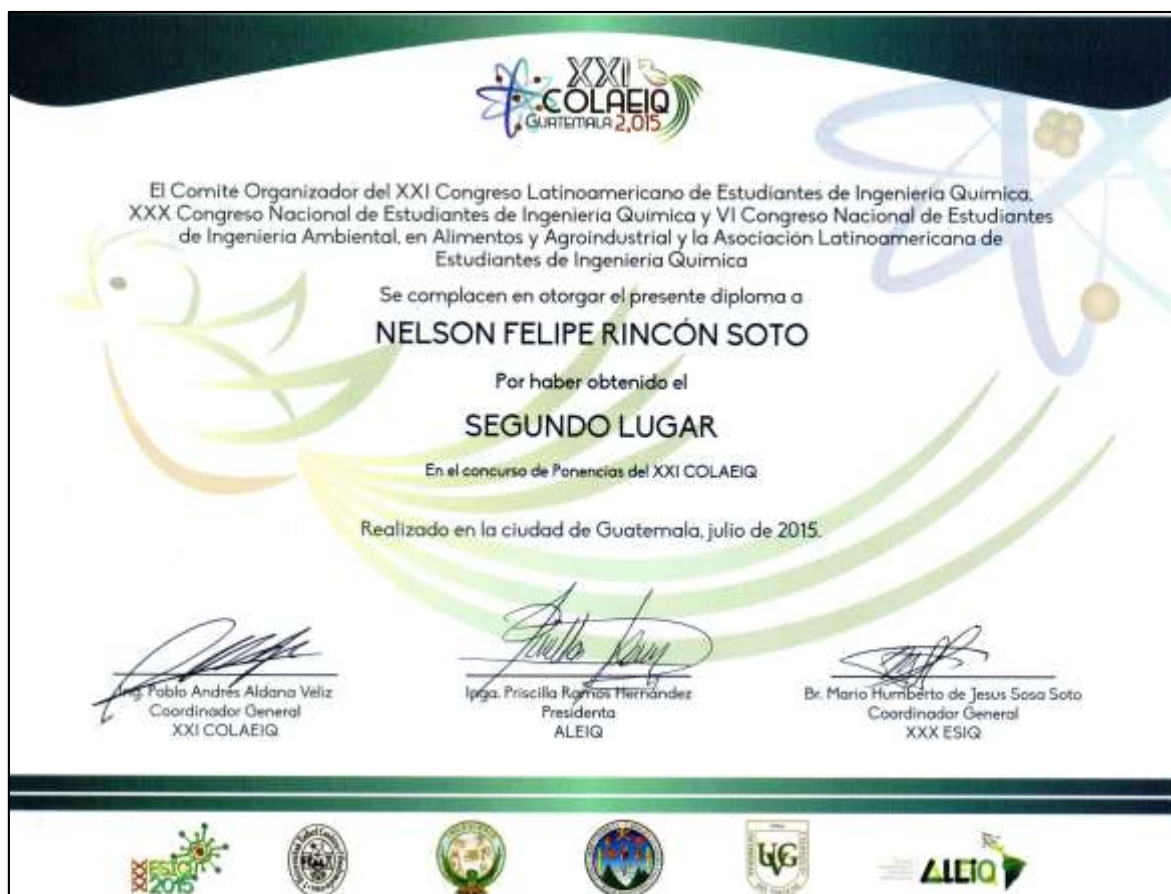 XXI
COLAEIQ
GUATEMALA 2,015
El Comité Organizador del XXI Congreso Latinoamericano de Estudiantes de Ingeniería Química,
XXX Congreso Nacional de Estudiantes de Ingeniería Química y VI Congreso Nacional de Estudiantes
de Ingeniería Ambiental, en Alimentos y Agroindustrial y la Asociación Latinoamericana de
Estudiantes de Ingeniería Química
Se complacen en otorgar el presente diploma a
NELSON FELIPE RINCÓN SOTO
Por haber obtenido el
SEGUNDO LUGAR
En el concurso de Ponencias del XXI COLAEIQ
Realizado en la ciudad de Guatemala, julio de 2015.
Ing. Pablo Andrés Aldana Véliz
Coordinador General
XXI COLAEIQ
Ipqa. Priscilla Ramos Hernández
Presidenta
ALEIQ
Br. Mario Humberto de Jesus Sosa Soto
Coordinador General
XXX ESIQ
XXX ESIQ 2015
UVG
ALEIQ